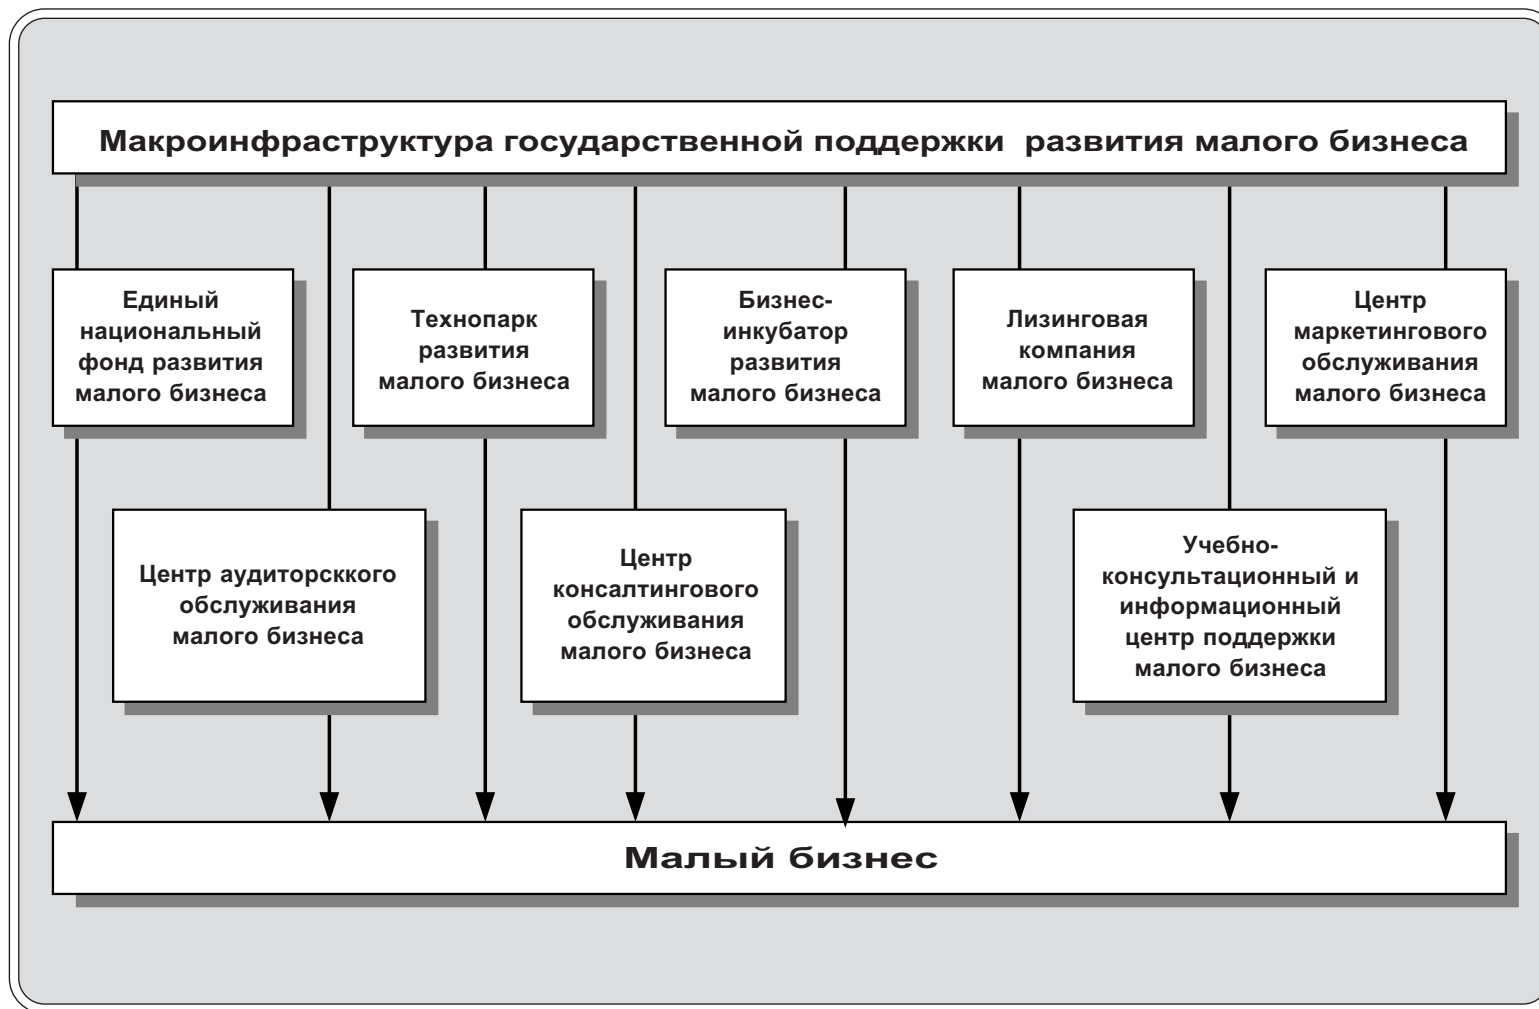 Макроинфраструктура государственной поддержки развития малого бизнеса
Единый
национальный
фонд развития
малого бизнеса
Технопарк
развития
малого бизнеса
Бизнес-
инкубатор
развития
малого бизнеса
Лизинговая
компания
малого бизнеса
Центр
маркетингового
обслуживания
малого бизнеса
Центр аудиторсккого
обслуживания
малого бизнеса
Центр
консалтингового
обслуживания
малого бизнеса
Учебно-
консультационный и
информационный
центр поддержки
малого бизнеса
Малый бизнес